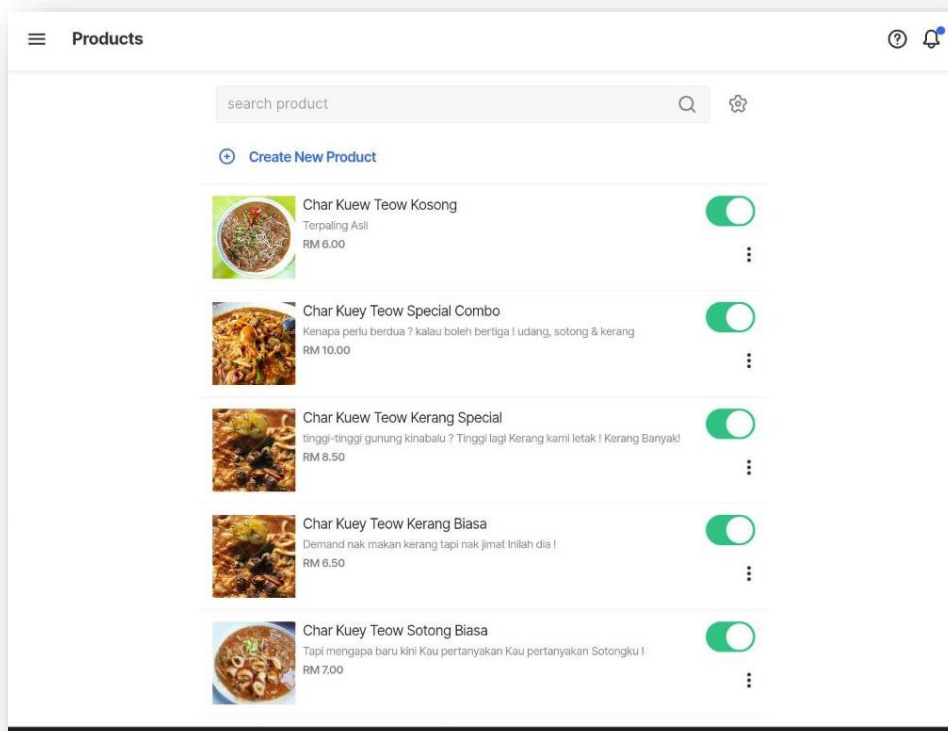 Products
search product
Create New Product
Char Kuew Teow Kosong
Terpaling Asli
RM 6.00
Char Kuey Teow Special Combo
Kenapa perlu berdua ? kalau boleh bertiga ! udang, sotong & kerang
RM 10.00
Char Kuew Teow Kerang Special
tinggi-tinggi gunung kinabalu ? Tinggi lagi Kerang kami letak ! Kerang Banyak!
RM 8.50
Char Kuey Teow Kerang Biasa
Demand nak makan kerang tapi nak jimat Inilah dia !
RM 6.50
Char Kuey Teow Sotong Biasa
Tapi mengapa baru kini Kau pertanyakan Kau pertanyakan Sotongku !
RM 7.00